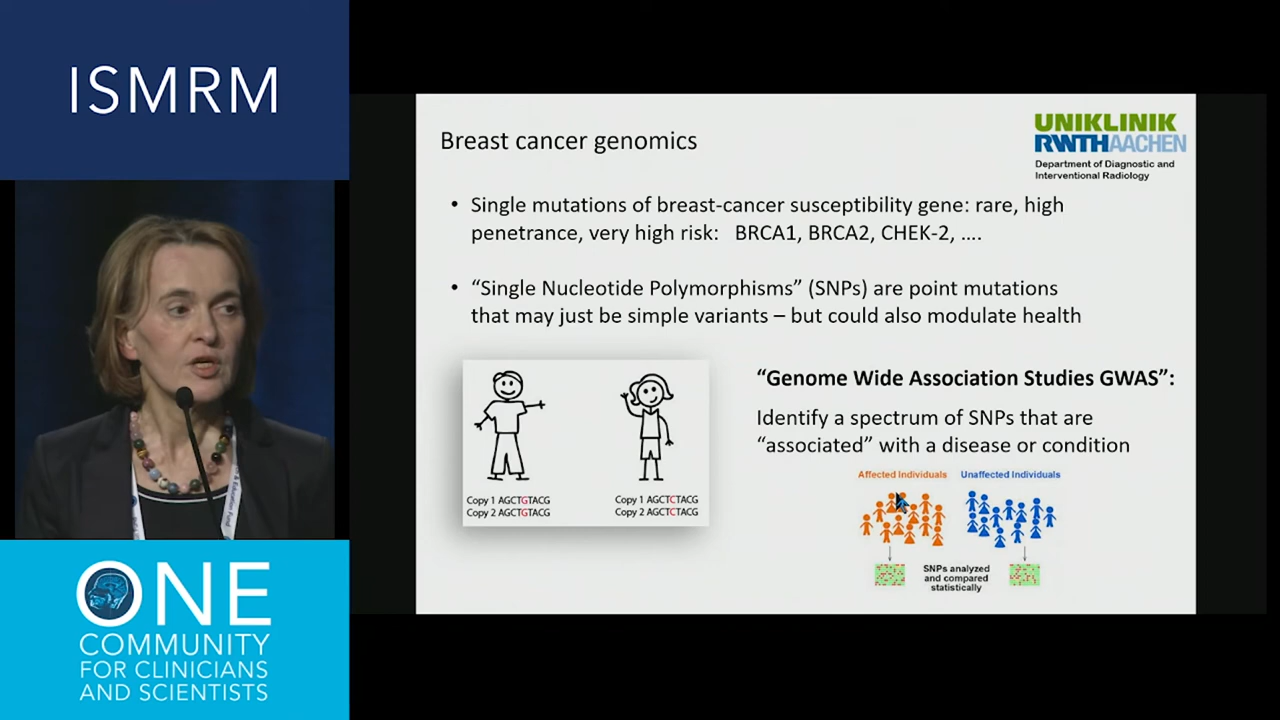 ISMRM
Breast cancer genomics
UNIKLINIK
RWTHAACHEN
Department of Diagnostic and
Interventional Radiology
• Single mutations of breast-cancer susceptibility gene: rare, high
penetrance, very high risk: BRCA1, BRCA2, CHEK-2, ....
• “Single Nucleotide Polymorphisms” (SNPs) are point mutations
that may just be simple variants – but could also modulate health
Copy 1 AGCTGTACG
Copy 2 AGCTGTACG
Copy 1 AGCTCTACG
Copy 2 AGCTCTACG
“Genome Wide Association Studies GWAS”:
Identify a spectrum of SNPs that are
“associated” with a disease or condition
Affected Individuals
Unaffected Individuals
SNPs analyzed
and compared
statistically
ONE
COMMUNITY
FOR CLINICIANS
AND SCIENTISTS